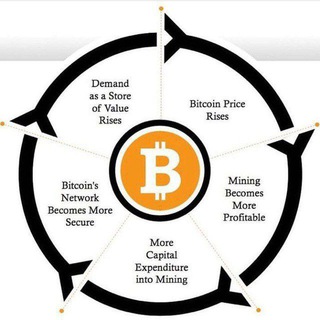 Demand
as a Store
of Value
Rises
Bitcoin Price
Rises
Mining
Becomes
More
Profitable
More
Capital
Expenditure
into Mining
Bitcoin's
Network
Becomes More
Secure